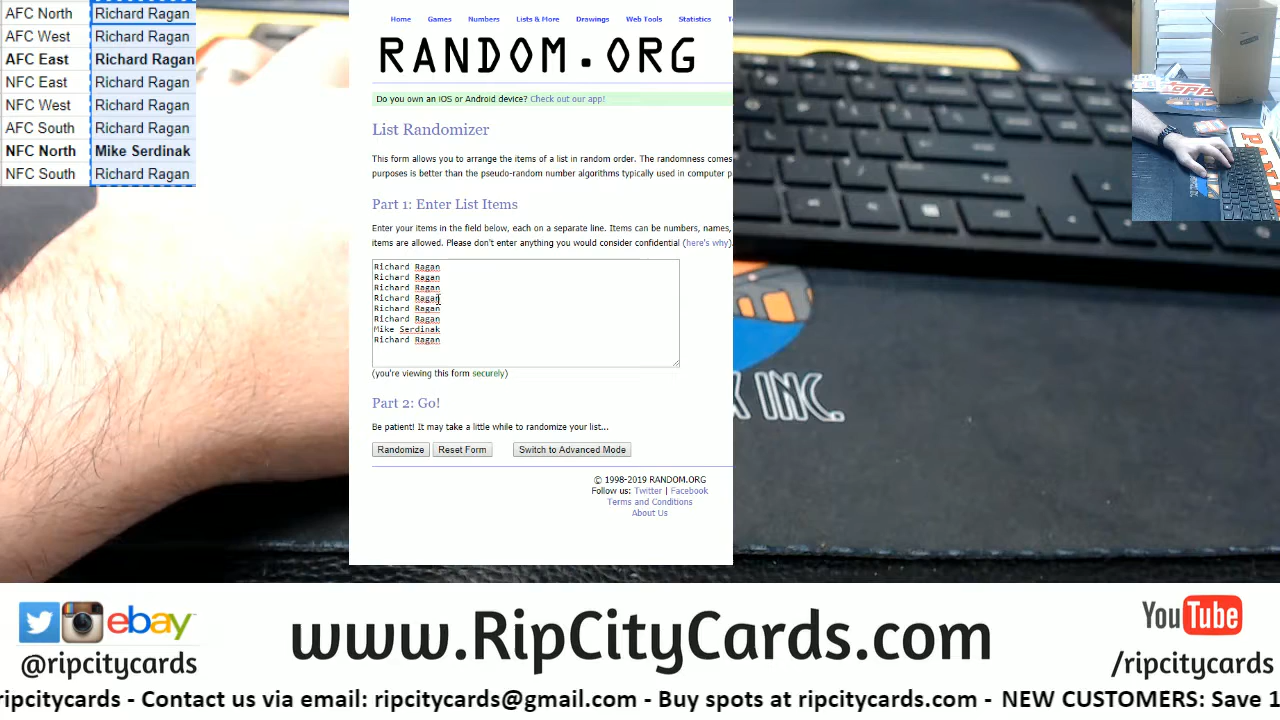 AFC North Richard Ragan
AFC West Richard Ragan
AFC East Richard Ragan
NFC East Richard Ragan
NFC West Richard Ragan
AFC South Richard Ragan
NFC North Mike Serdinak
NFC South Richard Ragan
Home Games Numbers Lists & More Drawings Web Tools Statistics
RANDOM.ORG
Do you own an iOS or Android device? Check out our app!
List Randomizer
This form allows you to arrange the items of a list in random order. The randomness comes
purposes is better than the pseudo-random number algorithms typically used in computer p
Part 1: Enter List Items
Enter your items in the field below, each on a separate line. Items can be numbers, names,
items are allowed. Please don't enter anything you would consider confidential (here's why).
Richard Ragan
Richard Ragan
Richard Ragan
Richard Ragan
Richard Ragan
Richard Ragan
Mike Serdinak
Richard Ragan
(you're viewing this form securely)
Part 2: Go!
Be patient! It may take a little while to randomize your list...
Randomize Reset Form Switch to Advanced Mode
© 1998-2019 RANDOM.ORG
Follow us: Twitter | Facebook
Terms and Conditions
About Us
INC.
ebay
@ripcitycards
www.RipCityCards.com
YouTube
/ripcitycards
ripcitycards - Contact us via email: ripcitycards@gmail.com - Buy spots at ripcitycards.com - NEW CUSTOMERS: Save 1